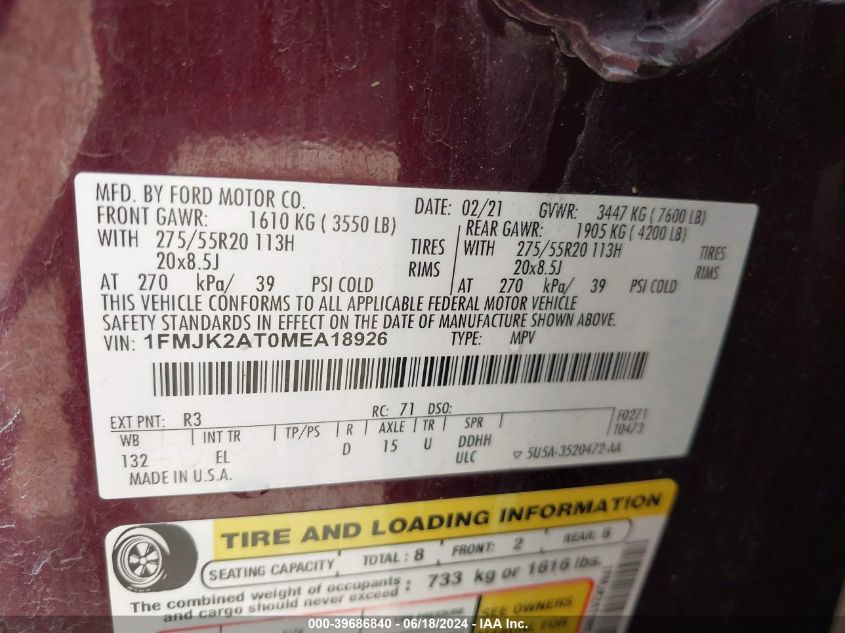 MFD. BY FORD MOTOR CO.
DATE: 02/21 GVWR: 3447 KG ( 7600 LB)
FRONT GAWR: 1610 KG ( 3550 LB)
REAR GAWR: 1905 KG ( 4200 LB)
WITH 275/55R20 113H TIRES
WITH 275/55R20 113H TIRES
20x8.5J RIMS
20x8.5J RIMS
AT 270 kPa/ 39 PSI COLD
AT 270 kPa/ 39 PSI COLD
THIS VEHICLE CONFORMS TO ALL APPLICABLE FEDERAL MOTOR VEHICLE
SAFETY STANDARDS IN EFFECT ON THE DATE OF MANUFACTURE SHOWN ABOVE.
VIN: 1FMJK2AT0MEA18926 TYPE: MPV
EXT PNT: R3 RC: 71 DSO: F0271
WB INT TR TP/PS R AXLE TR SPR T0473
132 EL D 15 U DDHH
ULC
MADE IN U.S.A. ▽ 5U5A-3520472-AA
TIRE AND LOADING INFORMATION
SEATING CAPACITY TOTAL: 8 FRONT: 2 REAR: 6
The combined weight of occupants
and cargo should never exceed : 733 kg or 1616 lbs.
SEE OWNERS
000-39686840 - 06/18/2024 - IAA Inc.